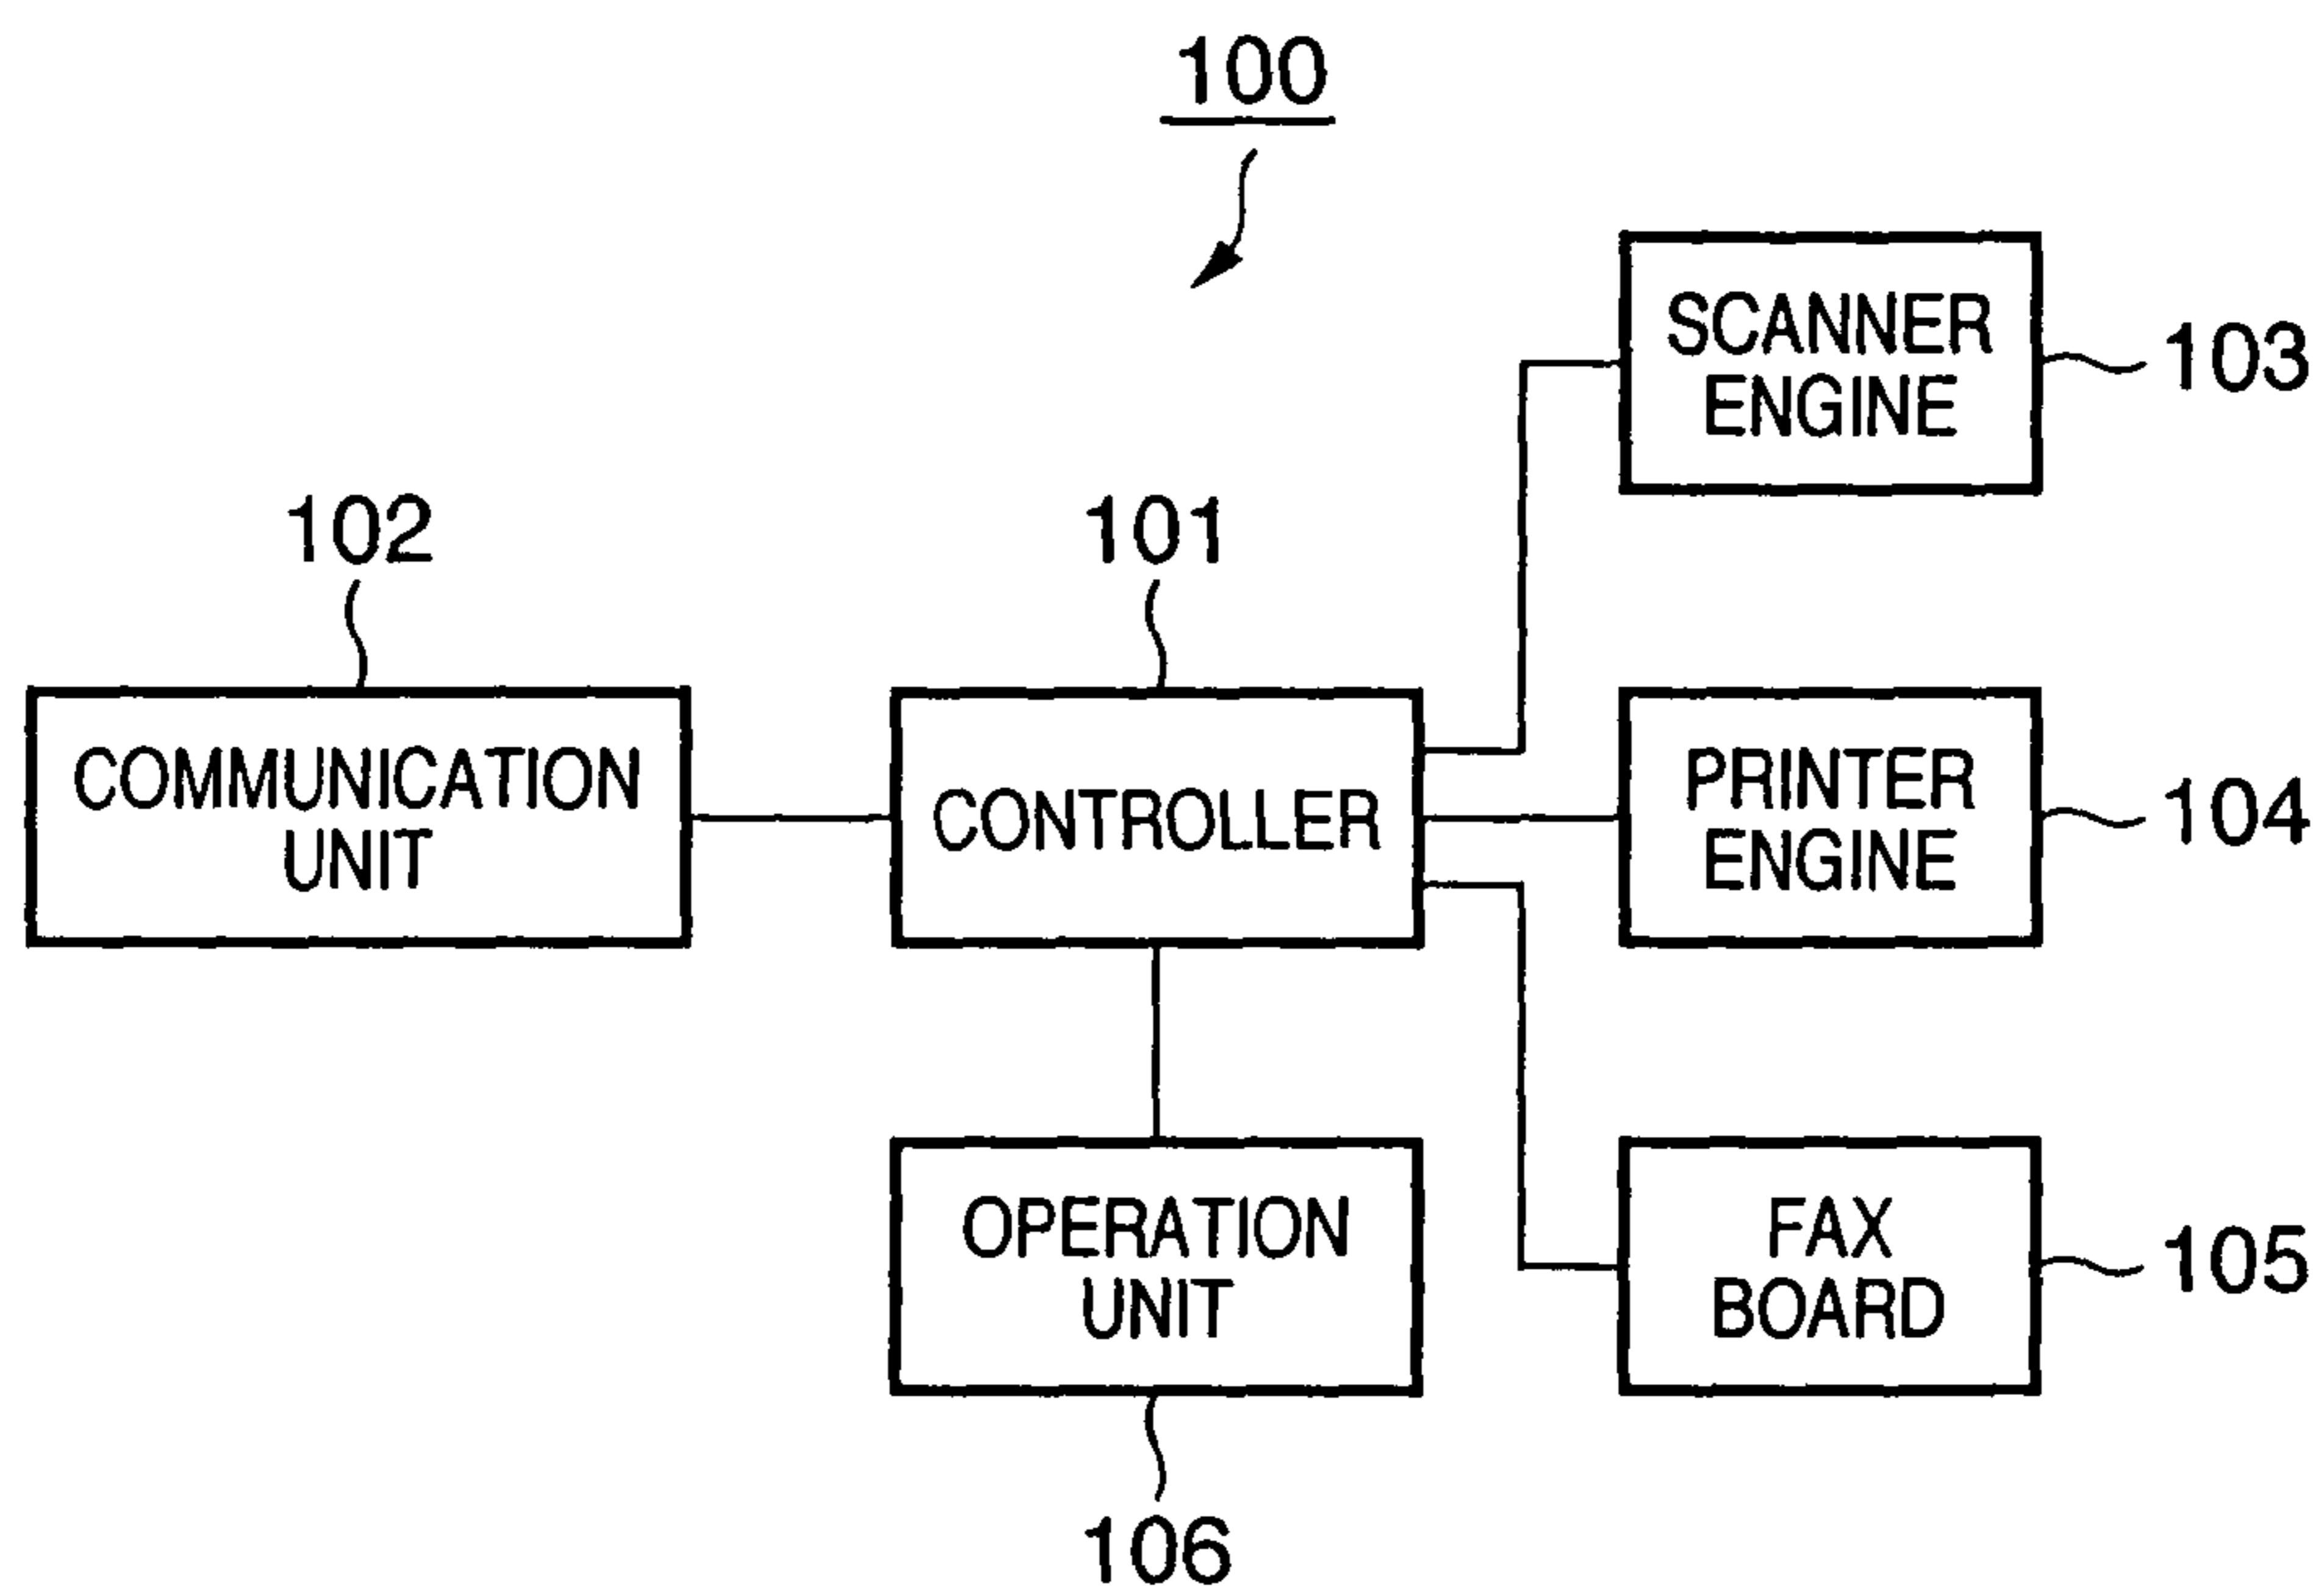 100
SCANNER
ENGINE
103
102
101
COMMUNICATION
UNIT
CONTROLLER
PRINTER
ENGINE
104
OPERATION
UNIT
FAX
BOARD
105
106